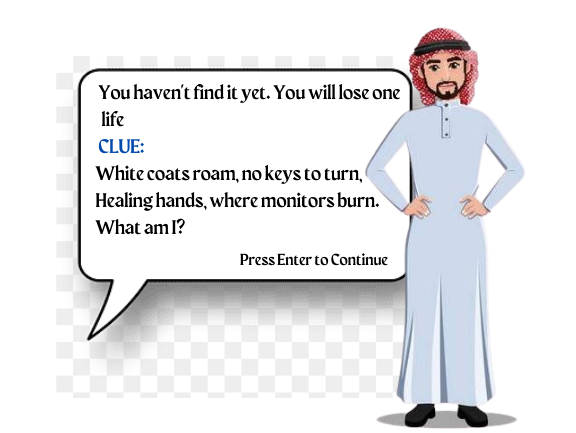 You haven't find it yet. You will lose one
life
CLUE:
White coats roam, no keys to turn,
Healing hands, where monitors burn.
What am I?
Press Enter to Continue